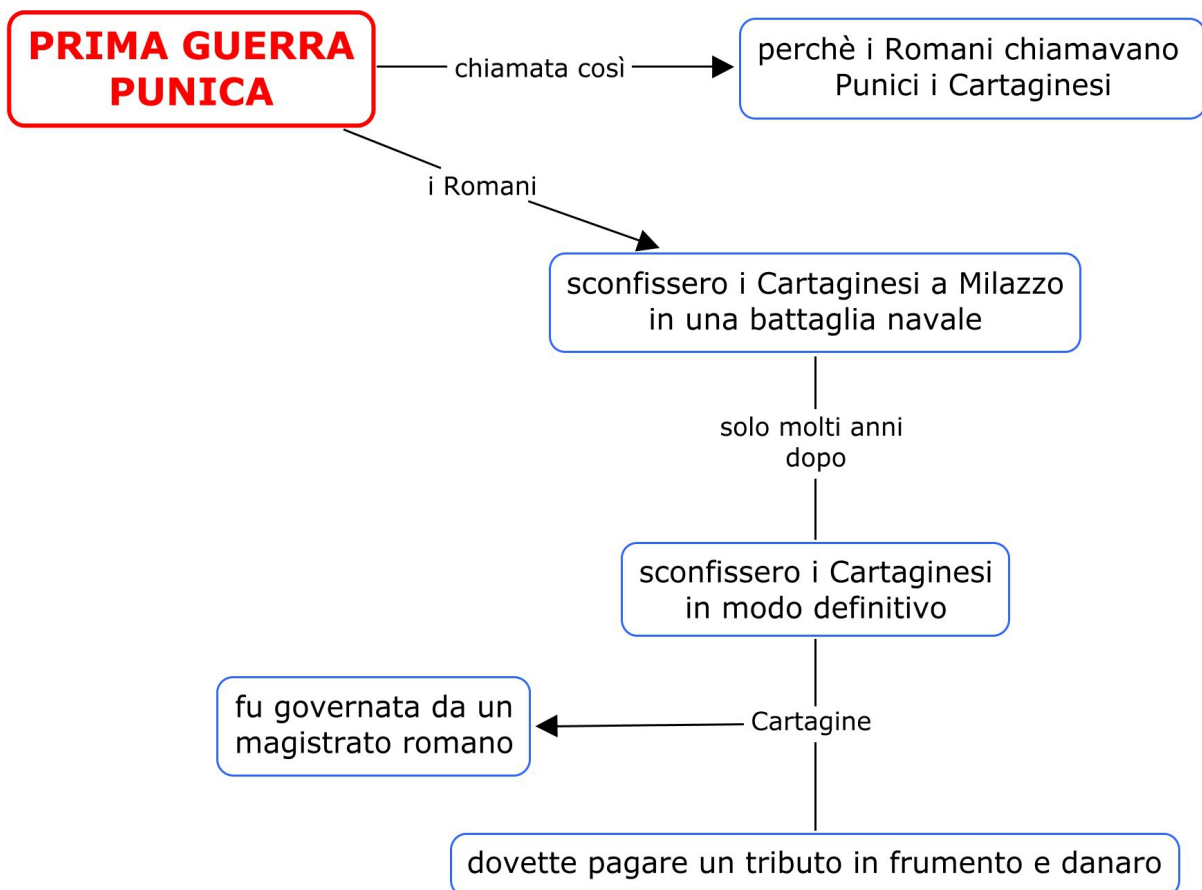 PRIMA GUERRA
PUNICA
chiamata così
perchè i Romani chiamavano
Punici i Cartaginesi
i Romani
sconfissero i Cartaginesi a Milazzo
in una battaglia navale
solo molti anni
dopo
sconfissero i Cartaginesi
in modo definitivo
Cartagine
fu governata da un
magistrato romano
dovette pagare un tributo in frumento e danaro